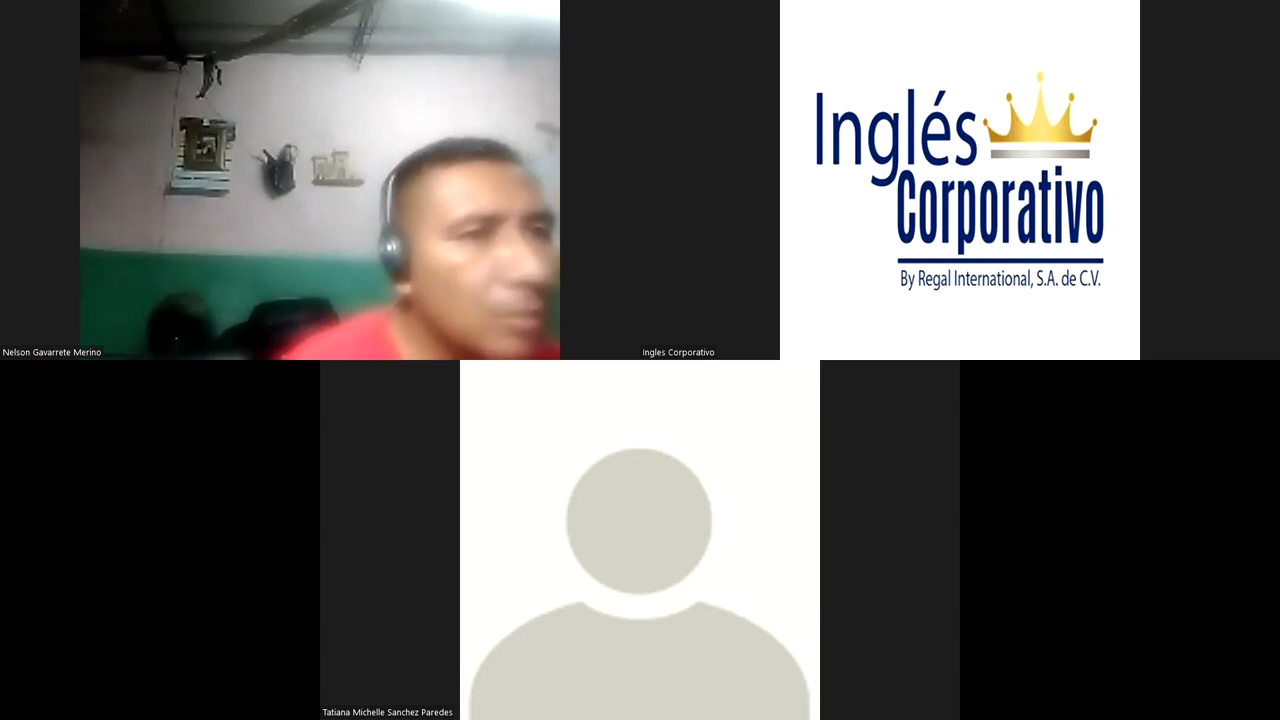 Inglés
Corporativo
By Regal International, S.A. de C.V.
Nelson Gavarrete Merino
Ingles Corporativo
Tatiana Michelle Sanchez Paredes